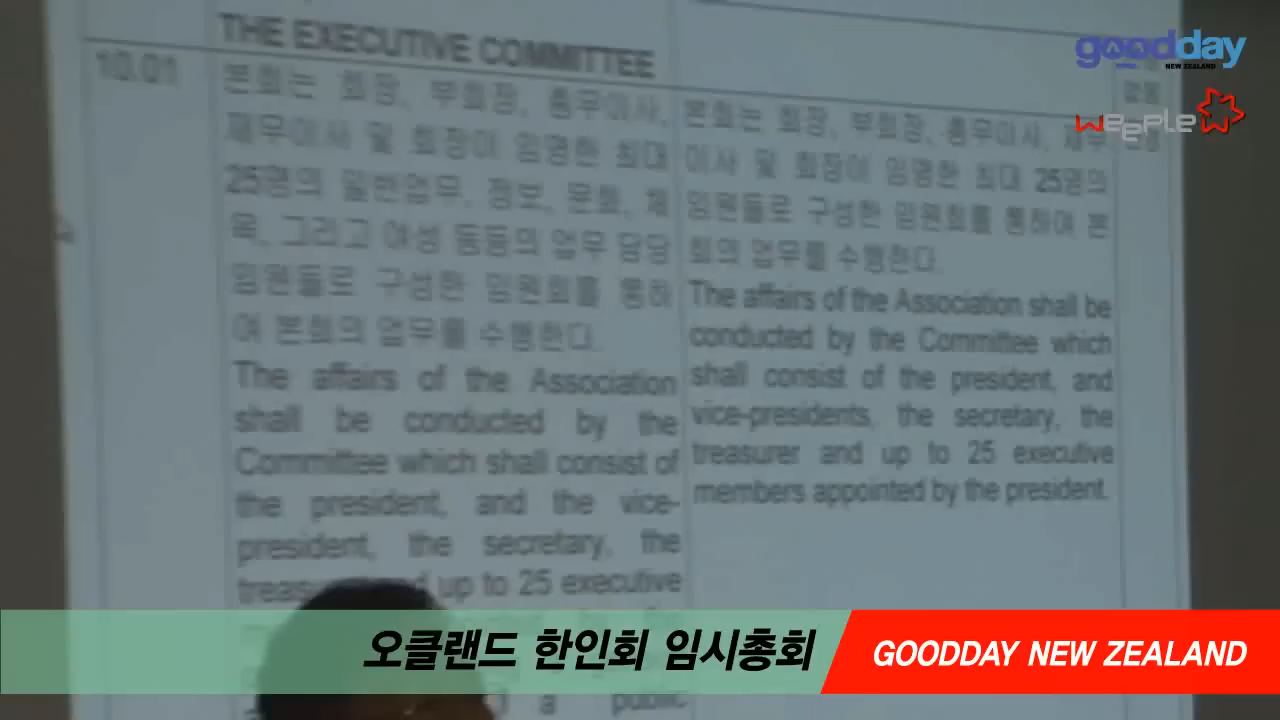 THE EXECUTIVE COMMITTEE
10.01
본회는 회장, 부회장, 총무이사,
재무이사 및 회장이 임명한 최대
25명의 일반업무, 정보, 문화, 체
육, 그리고 여성 등등의 업무 담당
임원들로 구성한 임원회를 통하
여 본회의 업무를 수행한다.
The affairs of the Association
shall be conducted by the
Committee which shall consist of
the president, and the vice-
president, the secretary, the
up to 25 executive
a public
본회는 회장, 부회장, 총무이사, 재무
이사 및 회장이 임명한 최대 25명의
임원들로 구성한 임원회를 통하여 본
회의 업무를 수행한다.
The affairs of the Association shall be
conducted by the Committee which
shall consist of the president, and
vice-presidents, the secretary, the
treasurer and up to 25 executive
members appointed by the president.
goodday
NEW ZEALAND
weeple
오클랜드 한인회 임시총회
GOODDAY NEW ZEALAND